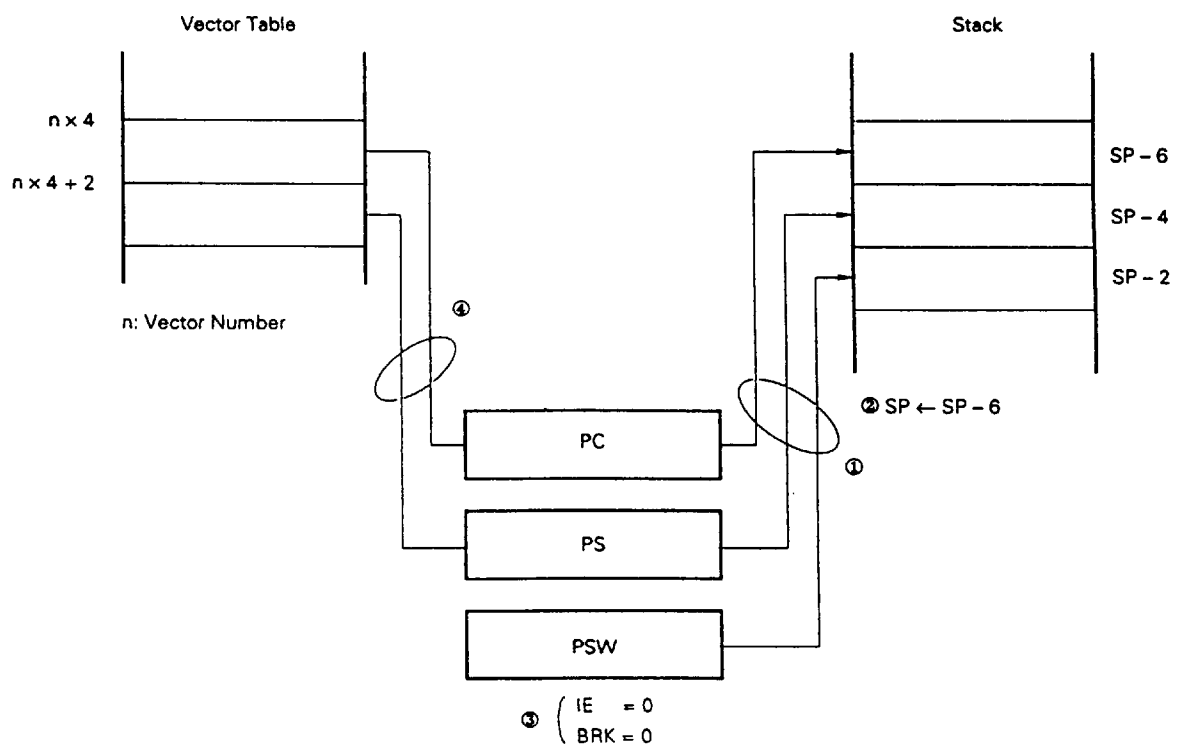 Vector Table
Stack
n × 4
n × 4 + 2
SP – 6
SP – 4
SP – 2
n: Vector Number
④
② SP ← SP – 6
①
PC
PS
PSW
③ ( IE = 0
BRK = 0